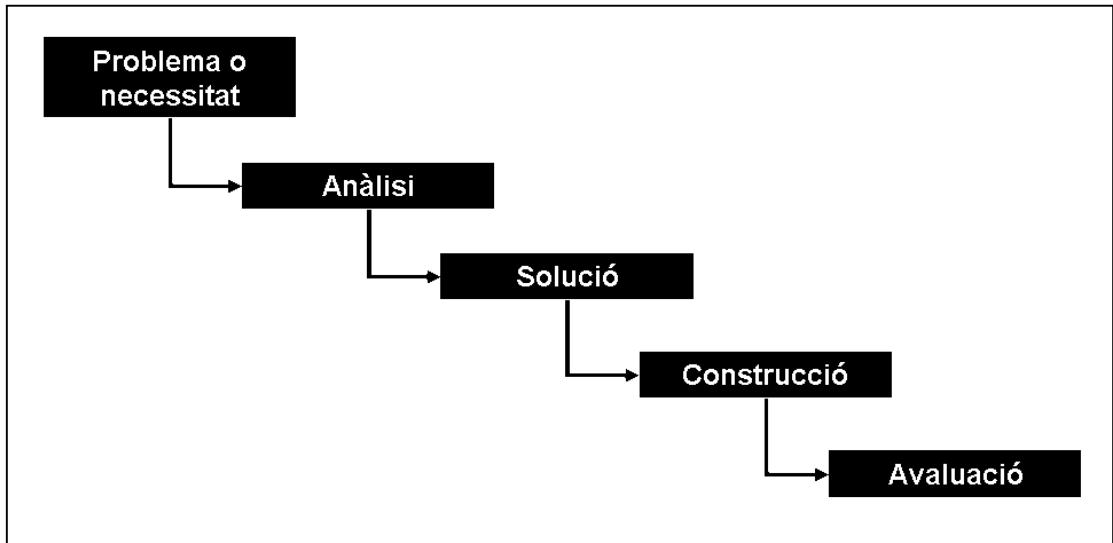 Problema o
necessitat
Anàlisi
Solució
Construcció
Avaluació